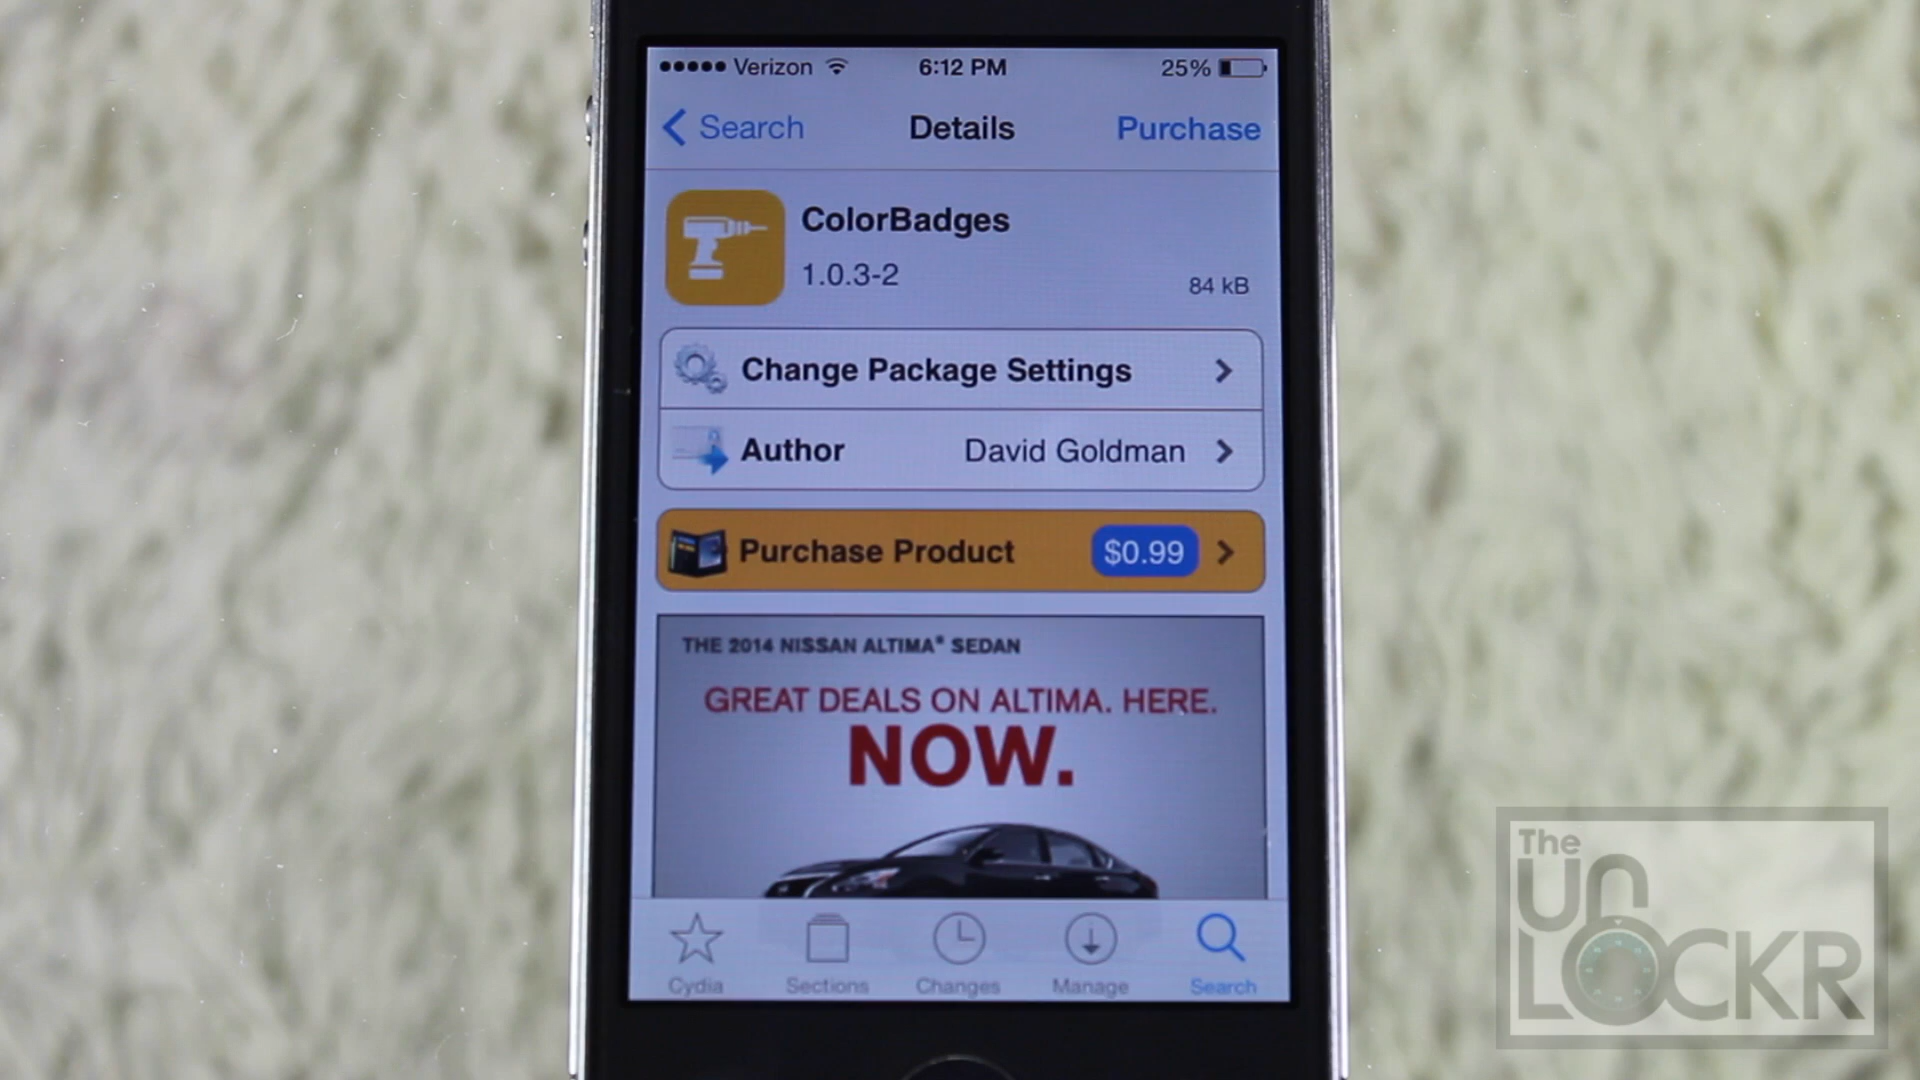 Verizon 6:12 PM 25%
Search Details Purchase
ColorBadges
1.0.3-2
84 kB
Change Package Settings
Author David Goldman
Purchase Product $0.99
THE 2014 NISSAN ALTIMA® SEDAN
GREAT DEALS ON ALTIMA. HERE.
NOW.
Cydia Sections Changes Manage Search
The
UnLOCKR